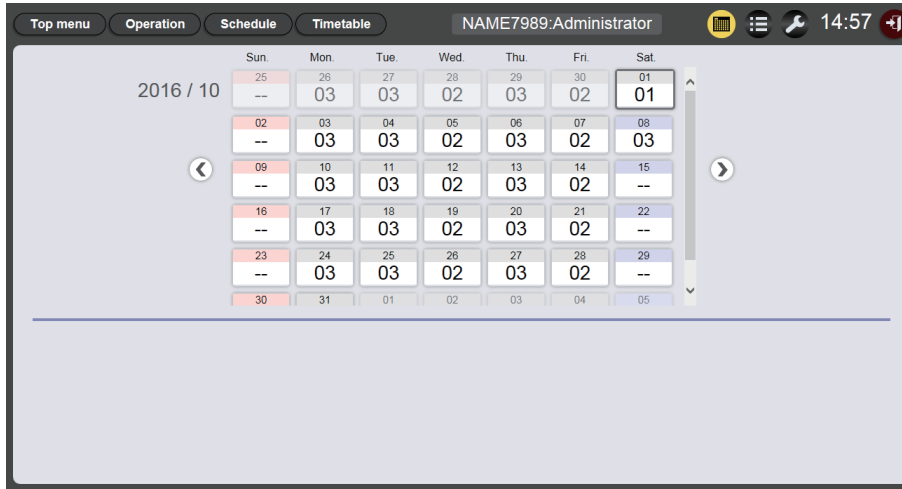 Top menu Operation Schedule Timetable NAME7989:Administrator 14:57
Sun. Mon. Tue. Wed. Thu. Fri. Sat.
2016 / 10
25 26 27 28 29 30 01
-- 03 03 02 03 02 01
02 03 04 05 06 07 08
-- 03 03 02 03 02 03
09 10 11 12 13 14 15
-- 03 03 02 03 02 --
16 17 18 19 20 21 22
-- 03 03 02 03 02 --
23 24 25 26 27 28 29
-- 03 03 02 03 02 --
30 31 01 02 03 04 05